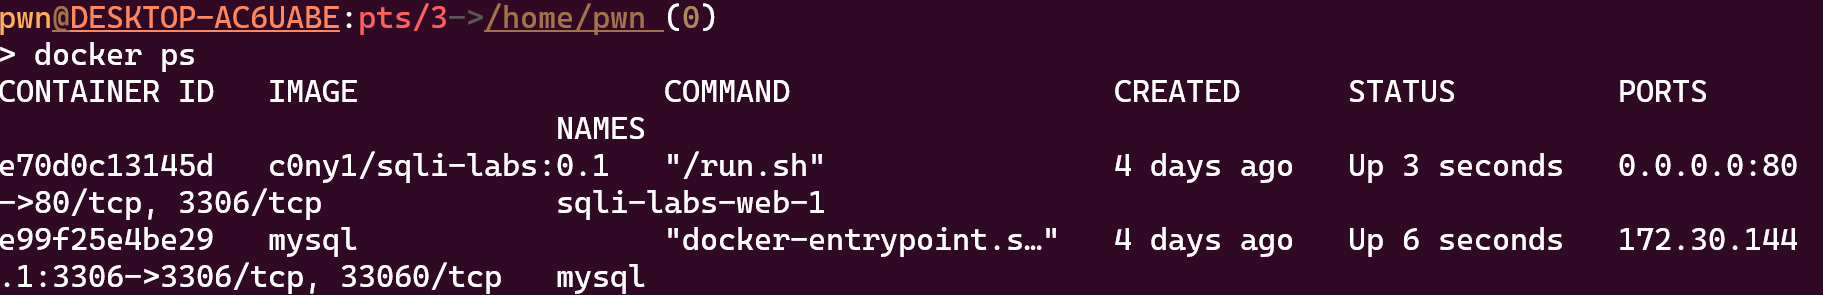 pwn@DESKTOP-AC6UABE:pts/3->/home/pwn (0)
> docker ps
CONTAINER ID   IMAGE                 COMMAND                  CREATED      STATUS         PORTS
                               NAMES
e70d0c13145d   c0ny1/sqli-labs:0.1   "/run.sh"                4 days ago   Up 3 seconds   0.0.0.0:80
->80/tcp, 3306/tcp             sqli-labs-web-1
e99f25e4be29   mysql                 "docker-entrypoint.s…"   4 days ago   Up 6 seconds   172.30.144
.1:3306->3306/tcp, 33060/tcp   mysql